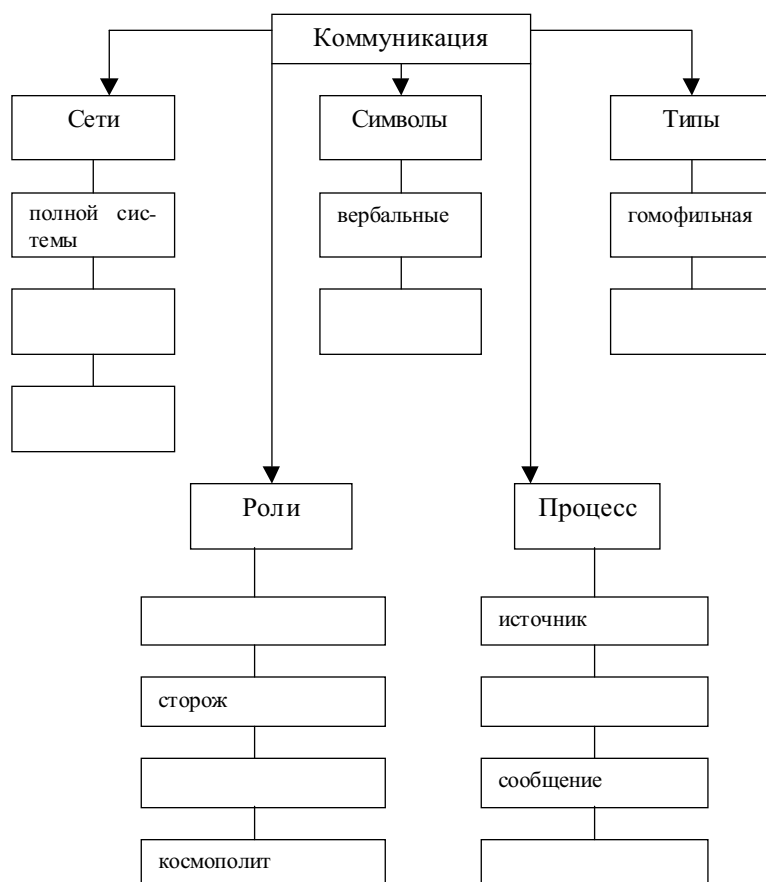 Коммуникация
Сети
Символы
Типы
полной сис-
темы
вербальные
гомофильная
Роли
Процесс
источник
сторож
сообщение
космополит